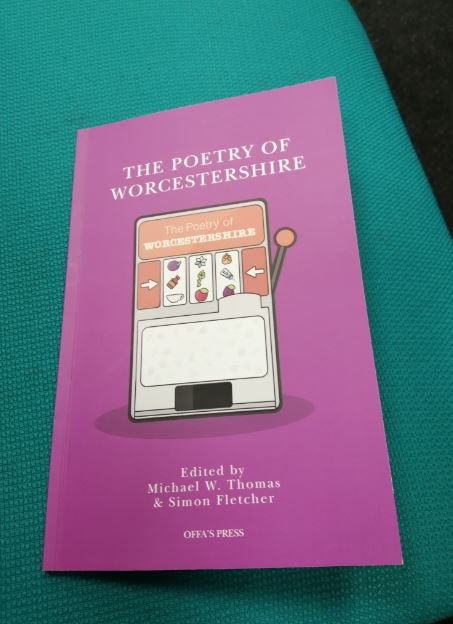 THE POETRY OF
WORCESTERSHIRE
The Poetry of
WORCESTERSHIRE
Edited by
Michael W. Thomas
& Simon Fletcher
OFFA'S PRESS